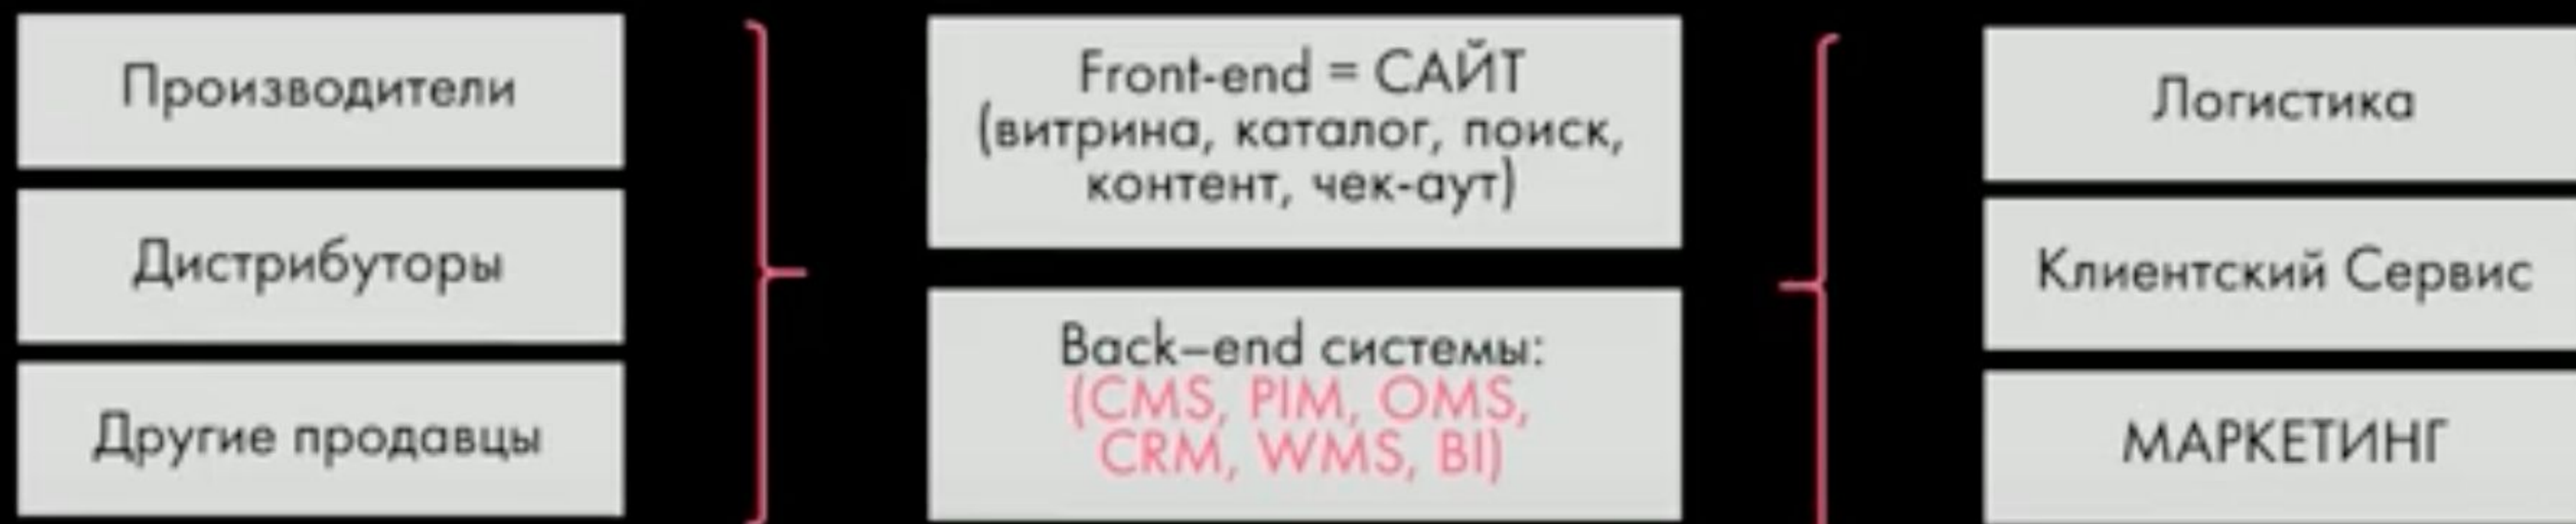 Производители
Дистрибуторы
Другие продавцы
Front-end = САЙТ
(витрина, каталог, поиск,
контент, чек-аут)
Back–end системы:
(CMS, PIM, OMS,
CRM, WMS, BI)
Логистика
Клиентский Сервис
МАРКЕТИНГ